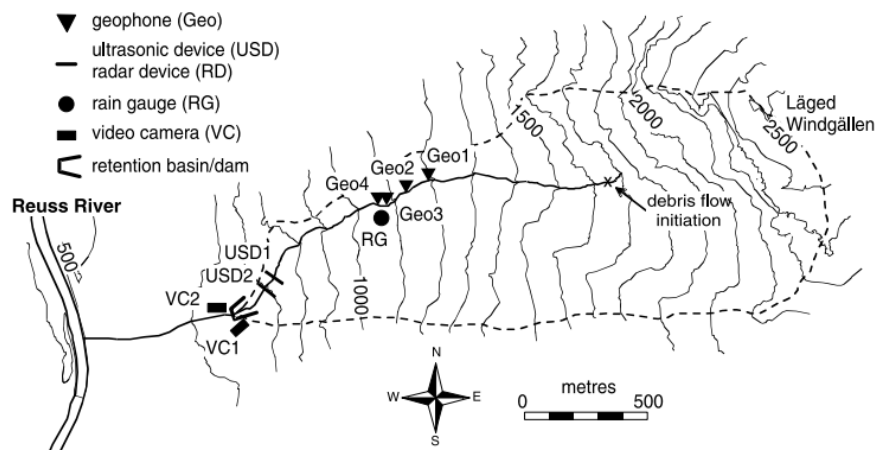 geophone (Geo)
ultrasonic device (USD)
radar device (RD)
rain gauge (RG)
video camera (VC)
retention basin/dam
Reuss River
500
VC2
VC1
USD1
USD2
Geo4
Geo2
Geo1
Geo3
RG
1000
1500
2000
2500
Läged
Windgällen
debris flow
initiation
N
W
E
S
metres
0
500